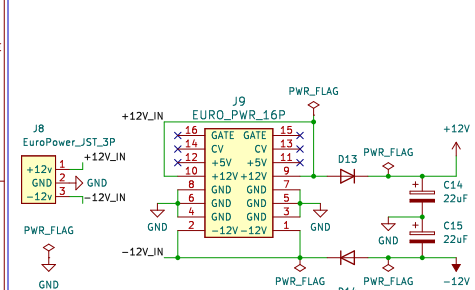 PWR_FLAG
J9
EURO_PWR_16P
+12V_IN
+12V
J8
EuroPower_JST_3P
16 GATE GATE 15
14 CV CV 13
12 +5V +5V 11
10 +12V +12V 9
8 GND GND 7
6 GND GND 5
4 GND GND 3
2 -12V -12V 1
+12V_IN
+12v 1
GND 2 GND
-12v 3
-12V_IN
PWR_FLAG
D13
C14
22uF
GND
GND
GND
C15
22uF
PWR_FLAG
-12V_IN
GND
PWR_FLAG
PWR_FLAG
-12V